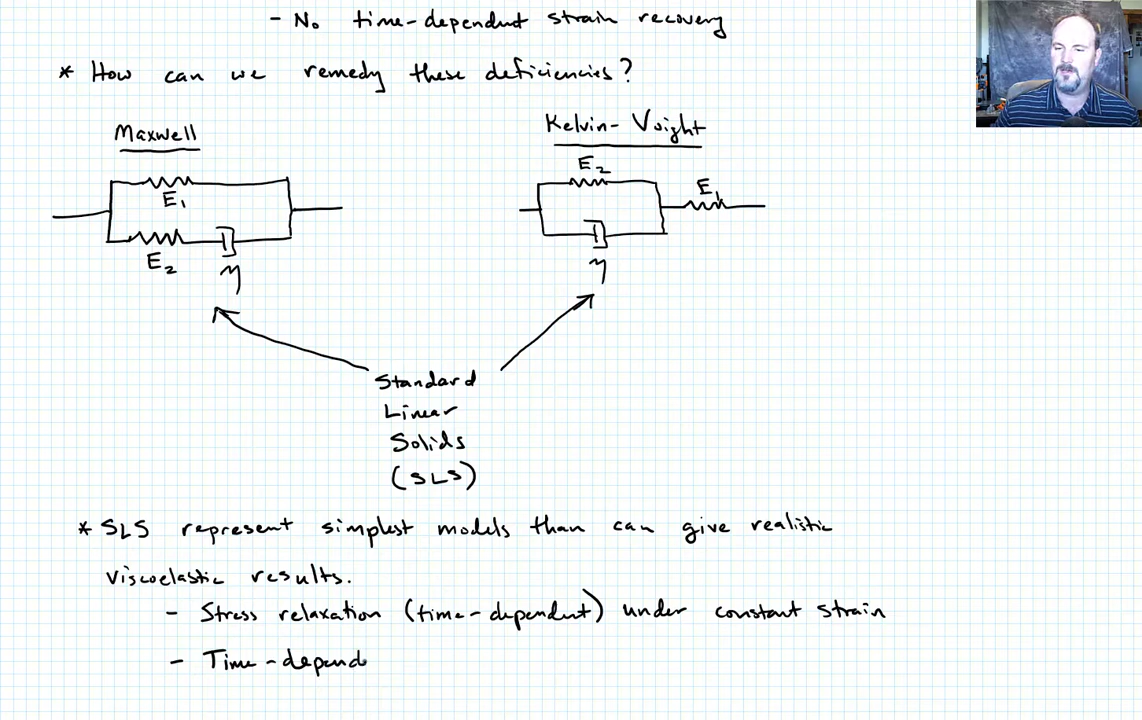 - No time-dependent strain recovery
* How can we remedy these deficiencies?
Maxwell
Kelvin-Voight
E₁
E₂
η
E₂
E₁
η
Standard
Linear
Solids
(SLS)
* SLS represent simplest models than can give realistic
viscoelastic results.
- Stress relaxation (time-dependent) under constant strain
- Time-depend